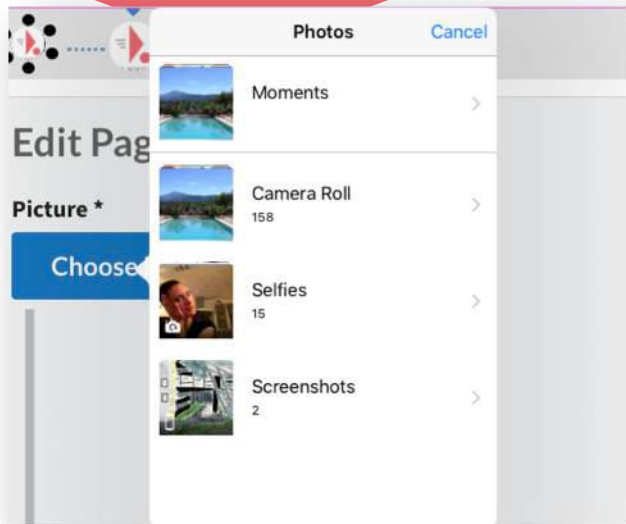 Photos
Cancel
Moments
Edit Pag
Camera Roll
158
Picture *
Choose
Selfies
15
Screenshots
2